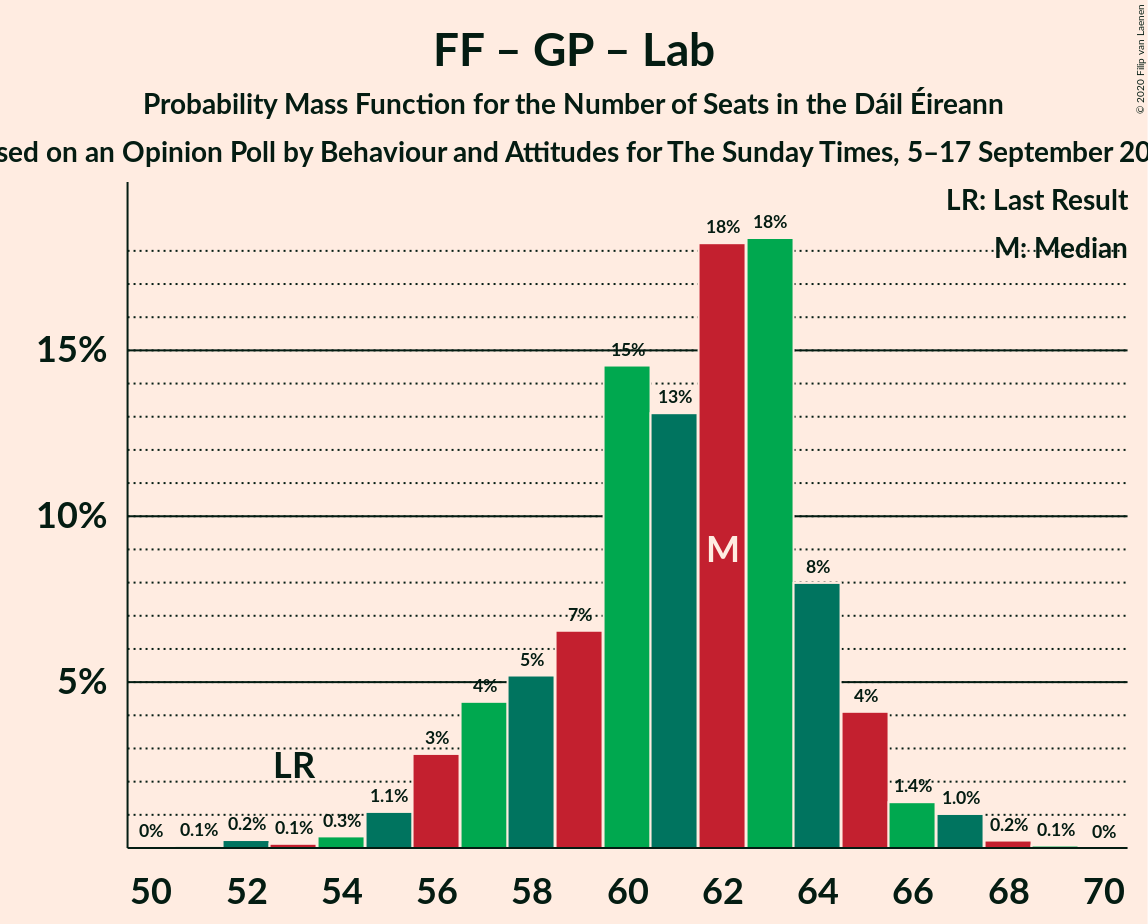 FF – GP – Lab
Probability Mass Function for the Number of Seats in the Dáil Éireann
on an Opinion Poll by Behaviour and Attitudes for The Sunday Times, 5–17 September
© 2020 Filip van Laenen
LR: Last Result
M: Median
15%
10%
5%
0%
0.1%
0.2%
0.1%
0.3%
1.1%
3%
4%
5%
7%
15%
13%
18%
18%
8%
4%
1.4%
1.0%
0.2%
0.1%
0%
LR
M
50 52 54 56 58 60 62 64 66 68 70